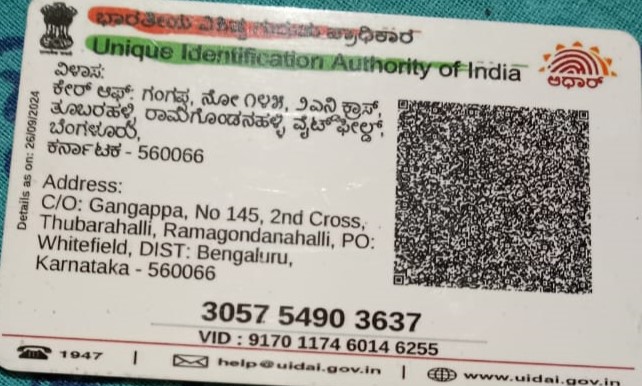 ಭಾರತೀಯ ವಿಶಿಷ್ಟ ಗುರುತು ಪ್ರಾಧಿಕಾರ
Unique Identification Authority of India
ಆಧಾರ್
ವಿಳಾಸ:
ಕೇರ್ ಆಫ್: ಗಂಗಪ್ಪ, ನೋ ೧೪೫, ೨ಎನಿ ಕ್ರಾಸ್,
ತೂಬರಹಳ್ಳಿ ರಾಮಗೊಂಡನಹಳ್ಳಿ ವೈಟ್‌ಫೀಲ್ಡ್,
ಬೆಂಗಳೂರು,
ಕರ್ನಾಟಕ - 560066
Details as on: 26/09/2024
Address:
C/O: Gangappa, No 145, 2nd Cross,
Thubarahalli, Ramagondanahalli, PO:
Whitefield, DIST: Bengaluru,
Karnataka - 560066
3057 5490 3637
VID : 9170 1174 6014 6255
1947 | help@uidai.gov.in | www.uidai.gov.in